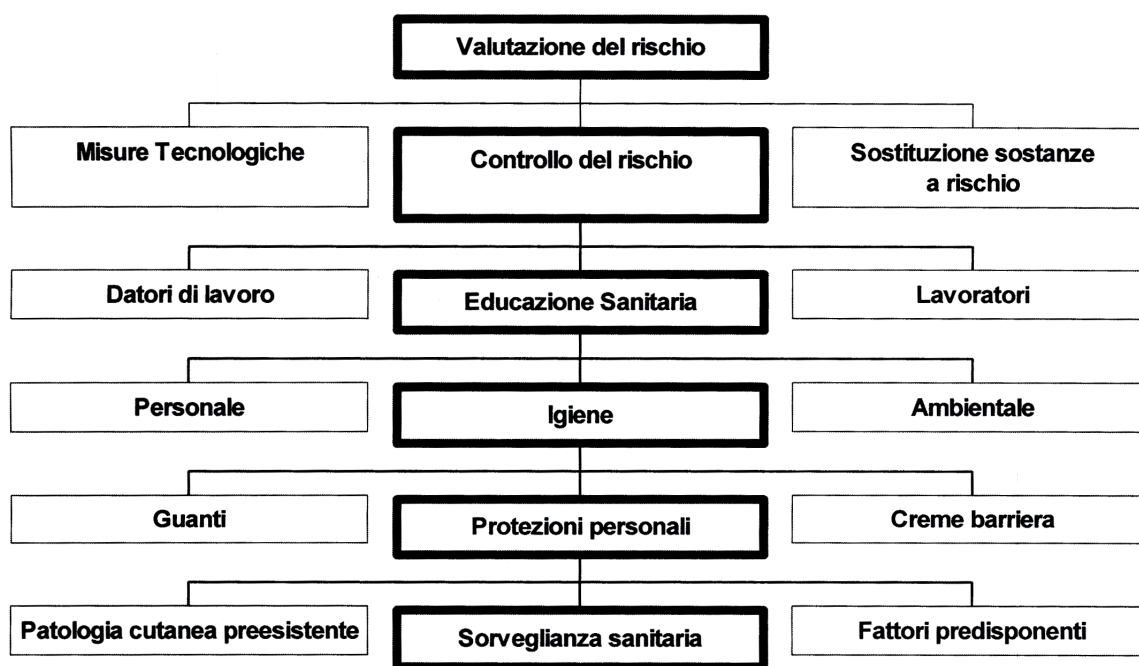 Valutazione del rischio
Misure Tecnologiche
Controllo del rischio
Sostituzione sostanze
a rischio
Datori di lavoro
Educazione Sanitaria
Lavoratori
Personale
Igiene
Ambientale
Guanti
Protezioni personali
Creme barriera
Patologia cutanea preesistente
Sorveglianza sanitaria
Fattori predisponenti